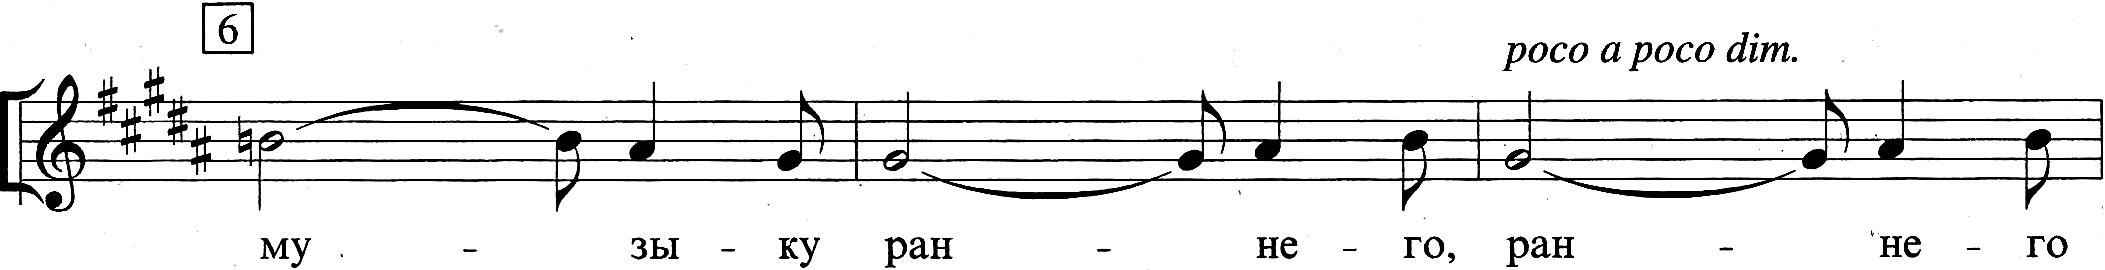 6
poco a poco dim.
му - зы - ку ран - не - го, ран - не - го